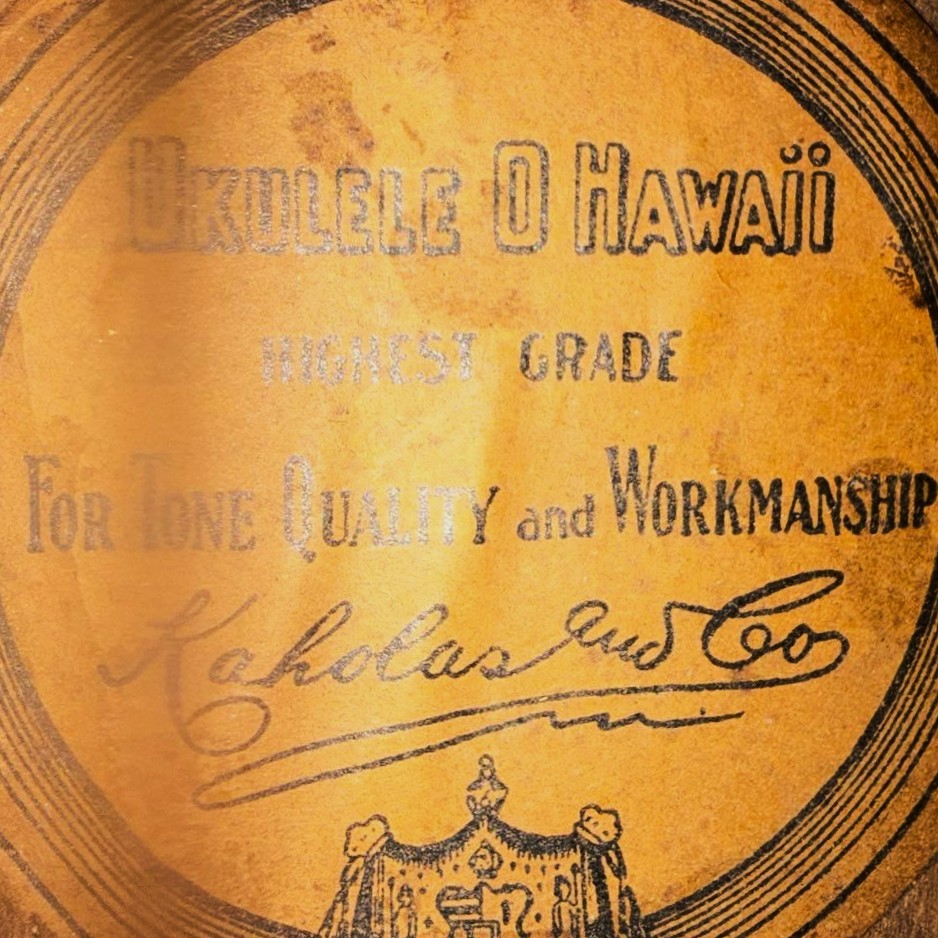 UKULELE O HAWAII
HIGHEST GRADE
FOR TONE QUALITY and WORKMANSHIP
Kaholas and Co